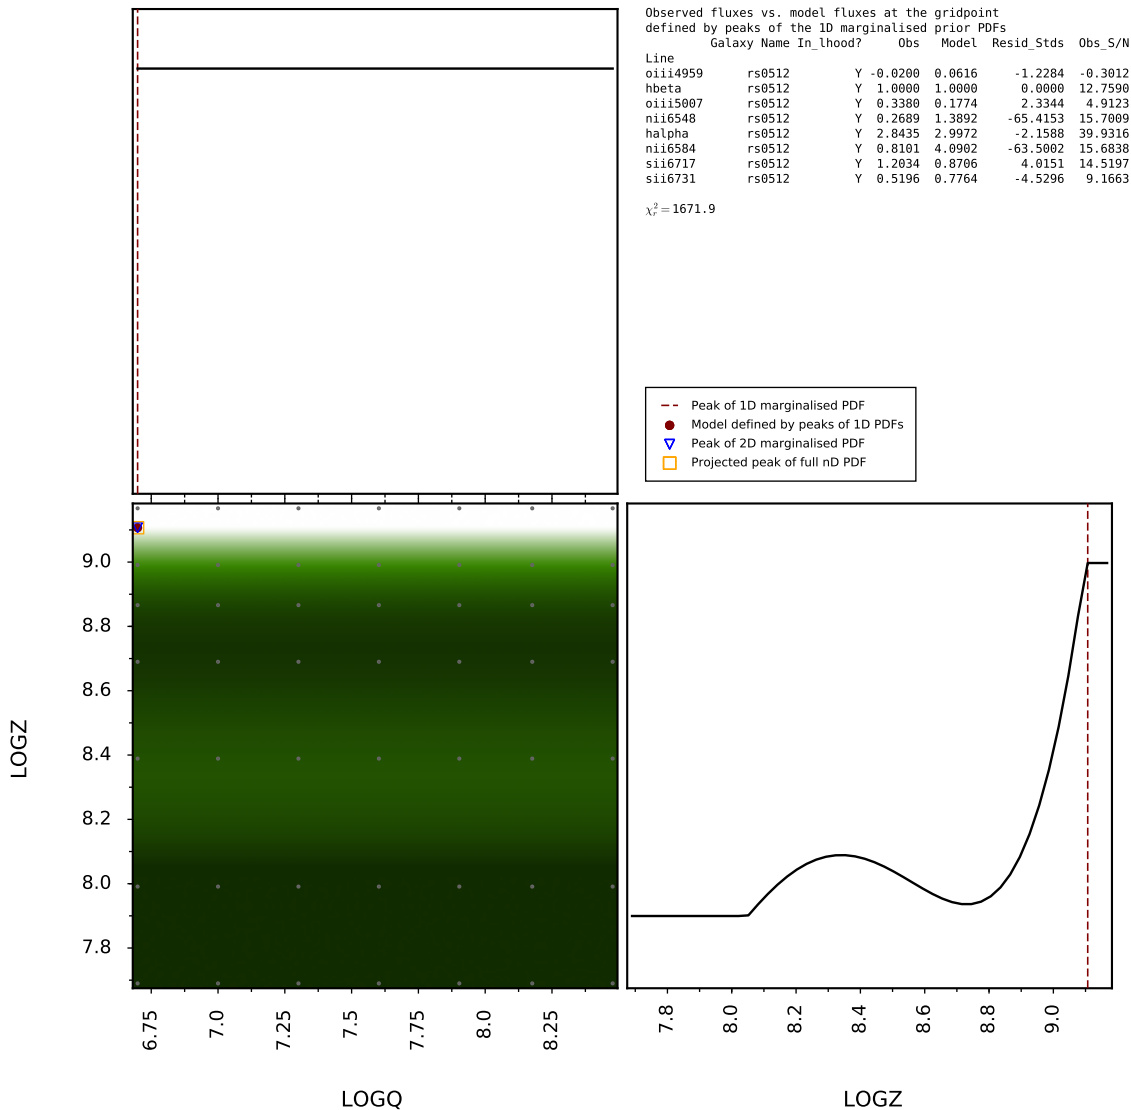 Observed fluxes vs. model fluxes at the gridpoint
defined by peaks of the 1D marginalised prior PDFs
Galaxy Name In_lhood? Obs Model Resid_Stds Obs_S/N
Line
oiii4959 rs0512 Y -0.0200 0.0616 -1.2284 -0.3012
hbeta rs0512 Y 1.0000 1.0000 0.0000 12.7590
oiii5007 rs0512 Y 0.3380 0.1774 2.3344 4.9123
nii6548 rs0512 Y 0.2689 1.3892 -65.4153 15.7009
halpha rs0512 Y 2.8435 2.9972 -2.1588 39.9316
nii6584 rs0512 Y 0.8101 4.0902 -63.5002 15.6838
sii6717 rs0512 Y 1.2034 0.8706 4.0151 14.5197
sii6731 rs0512 Y 0.5196 0.7764 -4.5296 9.1663
χ²ᵣ = 1671.9
Peak of 1D marginalised PDF
Model defined by peaks of 1D PDFs
Peak of 2D marginalised PDF
Projected peak of full nD PDF
LOGZ
9.0
8.8
8.6
8.4
8.2
8.0
7.8
6.75 7.0 7.25 7.5 7.75 8.0 8.25
LOGQ
7.8 8.0 8.2 8.4 8.6 8.8 9.0
LOGZ